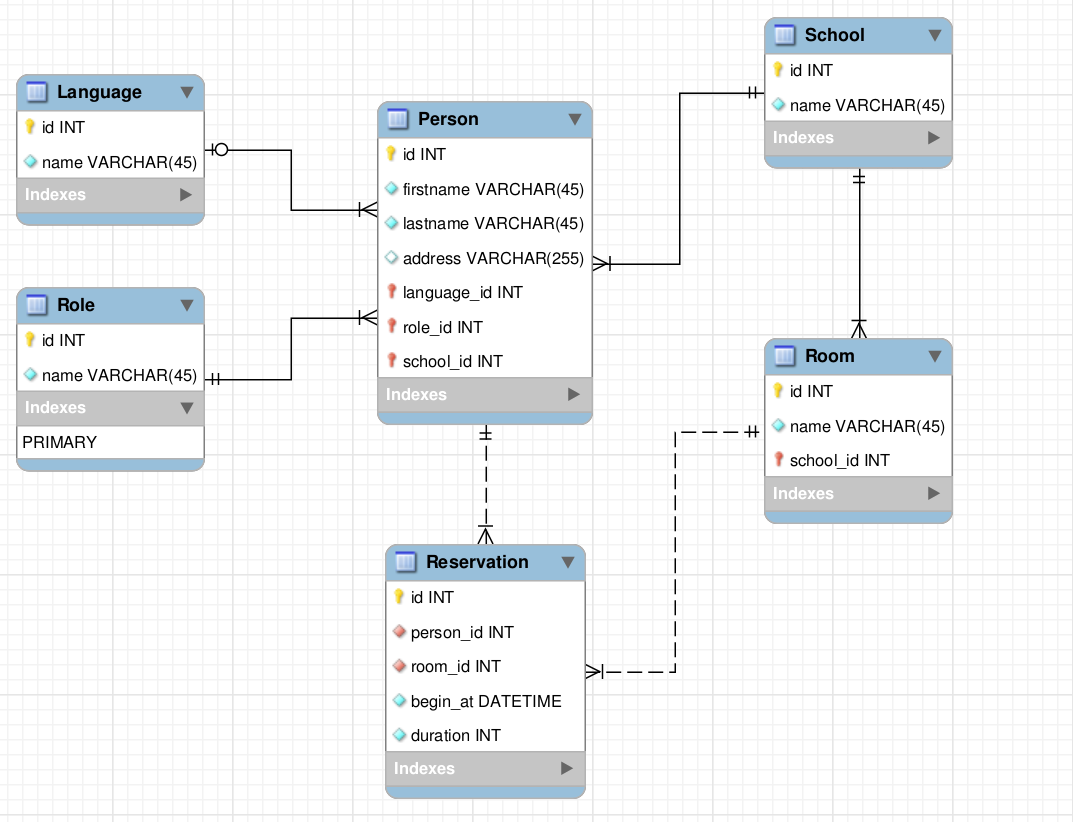 Language
id INT
name VARCHAR(45)
Indexes
Role
id INT
name VARCHAR(45)
Indexes
PRIMARY
Person
id INT
firstname VARCHAR(45)
lastname VARCHAR(45)
address VARCHAR(255)
language_id INT
role_id INT
school_id INT
Indexes
Reservation
id INT
person_id INT
room_id INT
begin_at DATETIME
duration INT
Indexes
School
id INT
name VARCHAR(45)
Indexes
Room
id INT
name VARCHAR(45)
school_id INT
Indexes